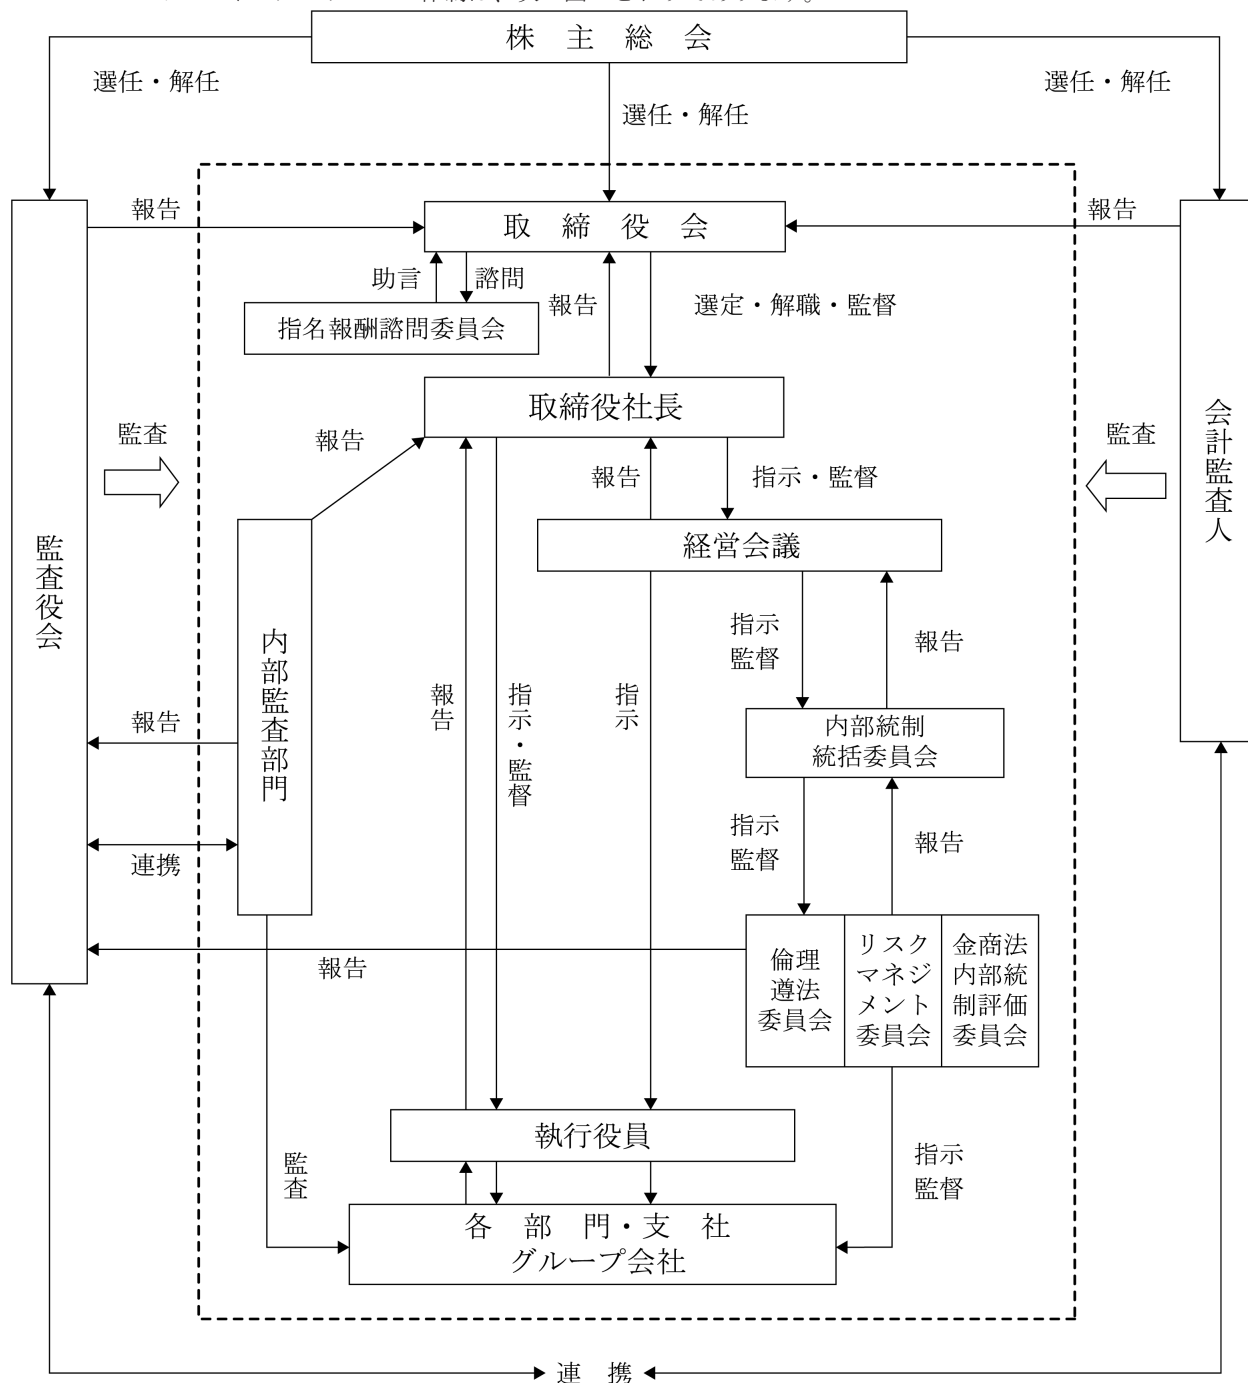 株主総会
選任・解任
選任・解任
選任・解任
報告
取締役会
報告
助言
諮問
報告
選定・解職・監督
指名報酬諮問委員会
取締役社長
監査
報告
報告
指示・監督
監査
会計監査人
経営会議
監査役会
内部監査部門
指示
監督
報告
報告
指示・監督
指示
報告
内部統制
統括委員会
指示
監督
報告
連携
報告
倫理
遵法
委員会
リスク
マネジ
メント
委員会
金商法
内部統
制評価
委員会
執行役員
監査
指示
監督
各部門・支社
グループ会社
連携